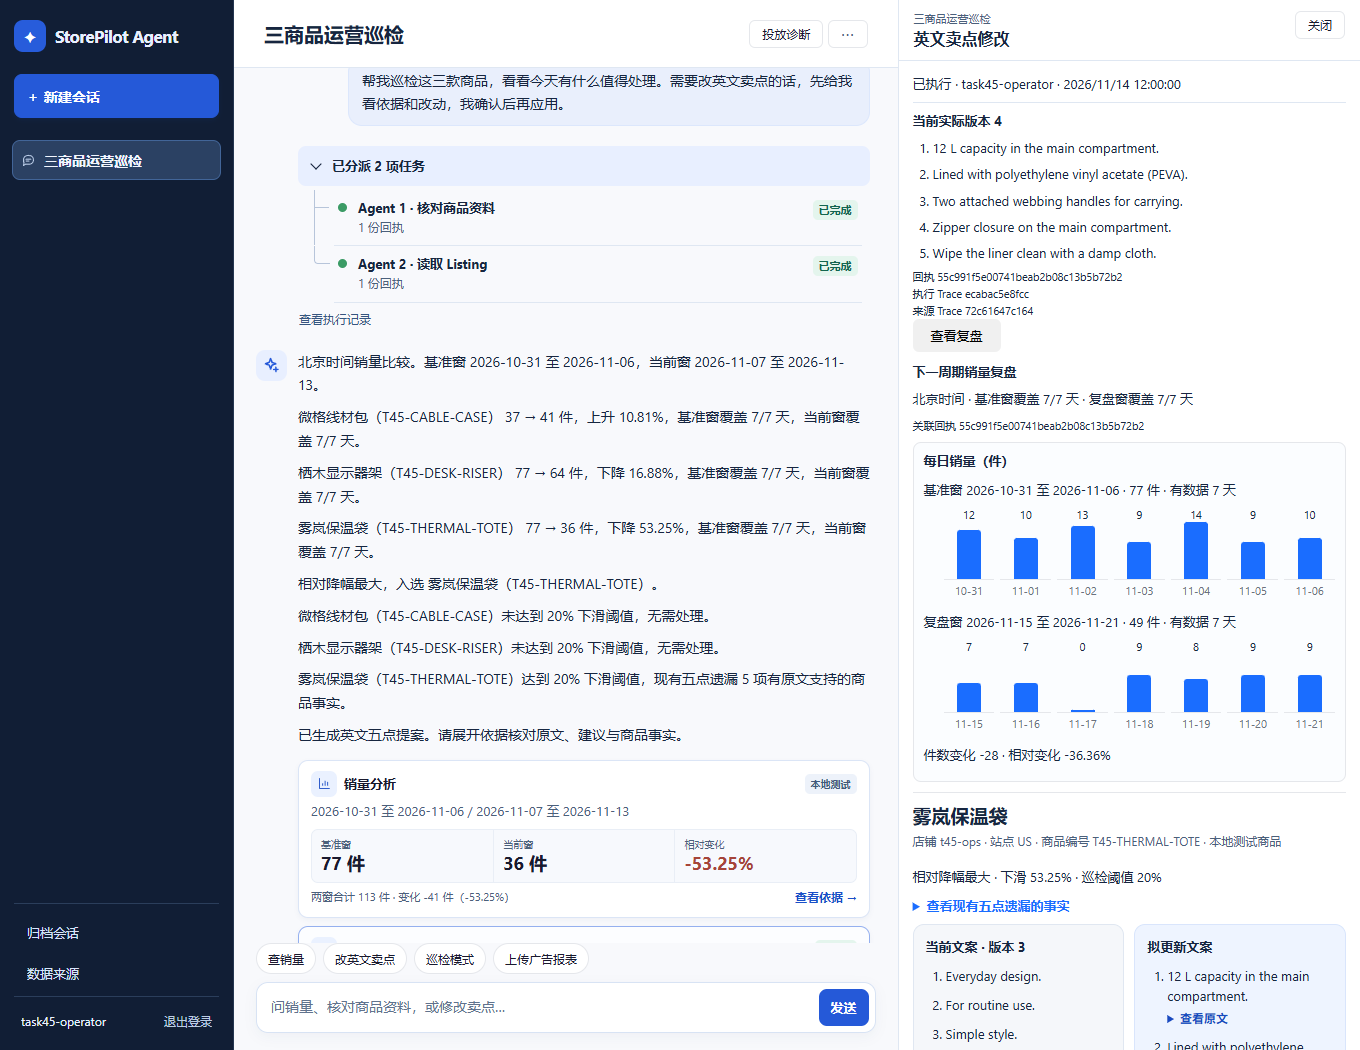 StorePilot Agent
+ 新建会话
三商品运营巡检
归档会话
数据来源
task45-operator
退出登录
三商品运营巡检
投放诊断
···
帮我巡检这三款商品，看看今天有什么值得处理。需要改英文卖点的话，先给我
看依据和改动，我确认后再应用。
已分派 2 项任务
Agent 1 · 核对商品资料
已完成
1 份回执
Agent 2 · 读取 Listing
已完成
1 份回执
查看执行记录
北京时间销量比较。基准窗 2026-10-31 至 2026-11-06，当前窗 2026-11-07 至 2026-11-
13。
微格线材包（T45-CABLE-CASE） 37 → 41 件，上升 10.81%，基准窗覆盖 7/7 天，当前窗覆
盖 7/7 天。
栖木显示器架（T45-DESK-RISER） 77 → 64 件，下降 16.88%，基准窗覆盖 7/7 天，当前窗覆
盖 7/7 天。
雾岚保温袋（T45-THERMAL-TOTE） 77 → 36 件，下降 53.25%，基准窗覆盖 7/7 天，当前窗
覆盖 7/7 天。
相对降幅最大，入选 雾岚保温袋（T45-THERMAL-TOTE）。
微格线材包（T45-CABLE-CASE）未达到 20% 下滑阈值，无需处理。
栖木显示器架（T45-DESK-RISER）未达到 20% 下滑阈值，无需处理。
雾岚保温袋（T45-THERMAL-TOTE）达到 20% 下滑阈值，现有五点遗漏 5 项有原文支持的商
品事实。
已生成英文五点提案。请展开依据核对原文、建议与商品事实。
销量分析
本地测试
2026-10-31 至 2026-11-06 / 2026-11-07 至 2026-11-13
基准窗
77 件
当前窗
36 件
相对变化
-53.25%
两窗合计 113 件 · 变化 -41 件（-53.25%）
查看依据 →
查销量
改英文卖点
巡检模式
上传广告报表
问销量、核对商品资料，或修改卖点...
发送
三商品运营巡检
英文卖点修改
关闭
已执行 · task45-operator · 2026/11/14 12:00:00
当前实际版本 4
1. 12 L capacity in the main compartment.
2. Lined with polyethylene vinyl acetate (PEVA).
3. Two attached webbing handles for carrying.
4. Zipper closure on the main compartment.
5. Wipe the liner clean with a damp cloth.
回执 55c991f5e00741beab2b08c13b5b72b2
执行 Trace ecabac5e8fcc
来源 Trace 72c61647c164
查看复盘
下一周期销量复盘
北京时间 · 基准窗覆盖 7/7 天 · 复盘窗覆盖 7/7 天
关联回执 55c991f5e00741beab2b08c13b5b72b2
每日销量（件）
基准窗 2026-10-31 至 2026-11-06 · 77 件 · 有数据 7 天
12 10 13 9 14 9 10
10-31 11-01 11-02 11-03 11-04 11-05 11-06
复盘窗 2026-11-15 至 2026-11-21 · 49 件 · 有数据 7 天
7 7 0 9 8 9 9
11-15 11-16 11-17 11-18 11-19 11-20 11-21
件数变化 -28 · 相对变化 -36.36%
雾岚保温袋
店铺 t45-ops · 站点 US · 商品编号 T45-THERMAL-TOTE · 本地测试商品
相对降幅最大 · 下滑 53.25% · 巡检阈值 20%
查看现有五点遗漏的事实
当前文案 · 版本 3
1. Everyday design.
2. For routine use.
3. Simple style.
拟更新文案
1. 12 L capacity in the main
compartment.
查看原文
2. Lined with polyethylene